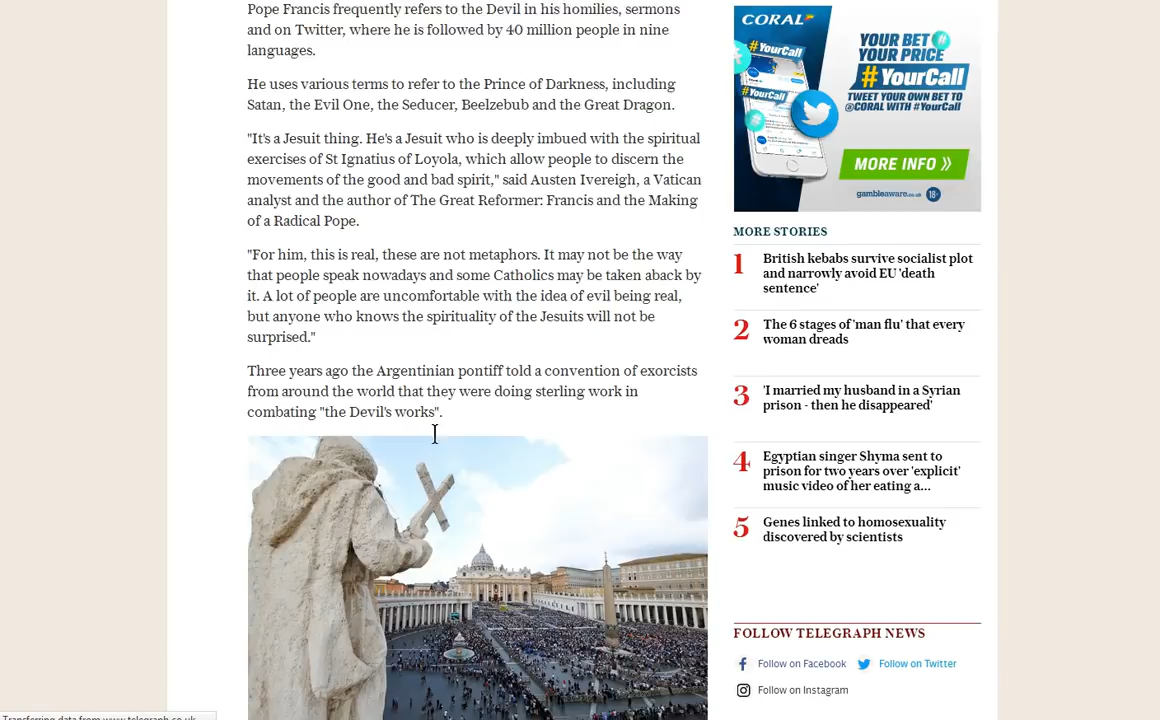 Pope Francis frequently refers to the Devil in his homilies, sermons
and on Twitter, where he is followed by 40 million people in nine
languages.
He uses various terms to refer to the Prince of Darkness, including
Satan, the Evil One, the Seducer, Beelzebub and the Great Dragon.
"It's a Jesuit thing. He's a Jesuit who is deeply imbued with the spiritual
exercises of St Ignatius of Loyola, which allow people to discern the
movements of the good and bad spirit," said Austen Ivereigh, a Vatican
analyst and the author of The Great Reformer: Francis and the Making
of a Radical Pope.
"For him, this is real, these are not metaphors. It may not be the way
that people speak nowadays and some Catholics may be taken aback by
it. A lot of people are uncomfortable with the idea of evil being real,
but anyone who knows the spirituality of the Jesuits will not be
surprised."
Three years ago the Argentinian pontiff told a convention of exorcists
from around the world that they were doing sterling work in
combating "the Devil's works".
CORAL
#YourCall
#YourCall
YOUR BET
YOUR PRICE
#YourCall
TWEET YOUR OWN BET TO
@CORAL WITH #YourCall
MORE INFO »
gambleaware.co.uk 18+
MORE STORIES
1 British kebabs survive socialist plot
and narrowly avoid EU 'death
sentence'
2 The 6 stages of 'man flu' that every
woman dreads
3 'I married my husband in a Syrian
prison - then he disappeared'
4 Egyptian singer Shyma sent to
prison for two years over 'explicit'
music video of her eating a...
5 Genes linked to homosexuality
discovered by scientists
FOLLOW TELEGRAPH NEWS
Follow on Facebook Follow on Twitter
Follow on Instagram
Transferring data from www.telegraph.co.uk...